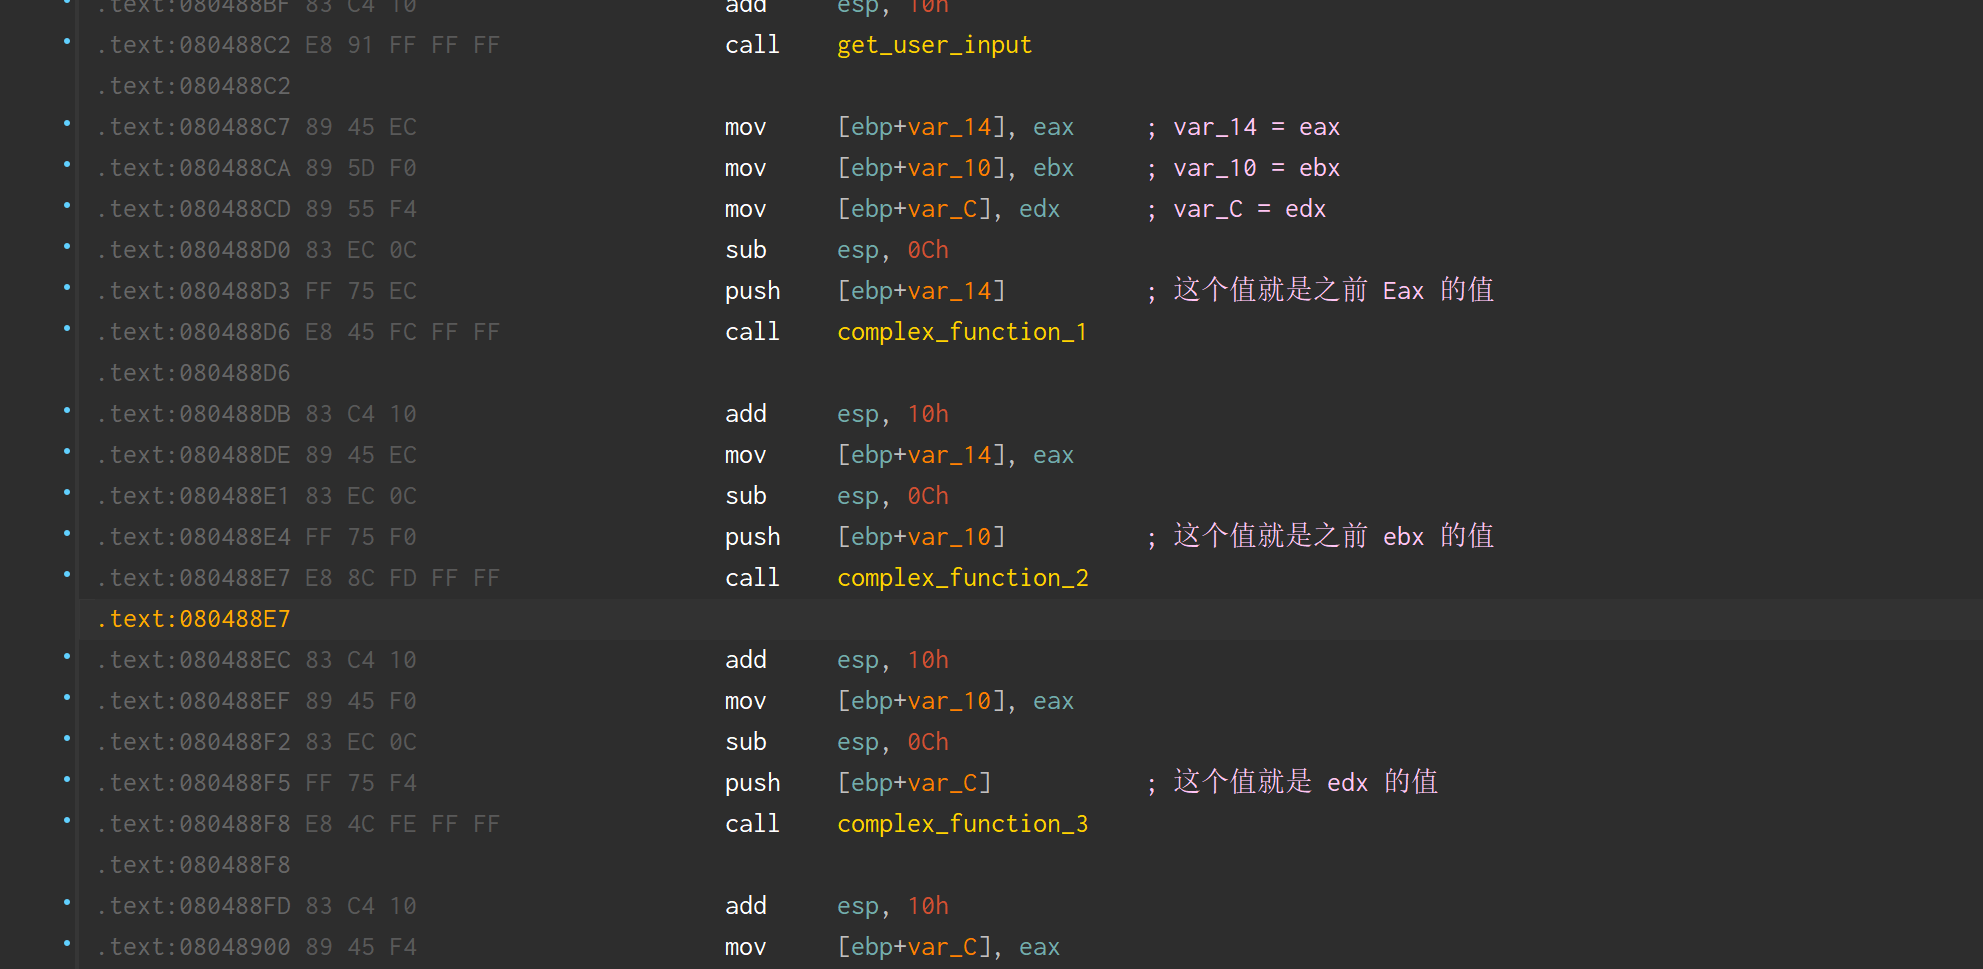 .text:080488BF 83 C4 10 add esp, 10h
.text:080488C2 E8 91 FF FF FF call get_user_input
.text:080488C2
.text:080488C7 89 45 EC mov [ebp+var_14], eax ; var_14 = eax
.text:080488CA 89 5D F0 mov [ebp+var_10], ebx ; var_10 = ebx
.text:080488CD 89 55 F4 mov [ebp+var_C], edx ; var_C = edx
.text:080488D0 83 EC 0C sub esp, 0Ch
.text:080488D3 FF 75 EC push [ebp+var_14] ; 这个值就是之前 Eax 的值
.text:080488D6 E8 45 FC FF FF call complex_function_1
.text:080488D6
.text:080488DB 83 C4 10 add esp, 10h
.text:080488DE 89 45 EC mov [ebp+var_14], eax
.text:080488E1 83 EC 0C sub esp, 0Ch
.text:080488E4 FF 75 F0 push [ebp+var_10] ; 这个值就是之前 ebx 的值
.text:080488E7 E8 8C FD FF FF call complex_function_2
.text:080488E7
.text:080488EC 83 C4 10 add esp, 10h
.text:080488EF 89 45 F0 mov [ebp+var_10], eax
.text:080488F2 83 EC 0C sub esp, 0Ch
.text:080488F5 FF 75 F4 push [ebp+var_C] ; 这个值就是 edx 的值
.text:080488F8 E8 4C FE FF FF call complex_function_3
.text:080488F8
.text:080488FD 83 C4 10 add esp, 10h
.text:08048900 89 45 F4 mov [ebp+var_C], eax